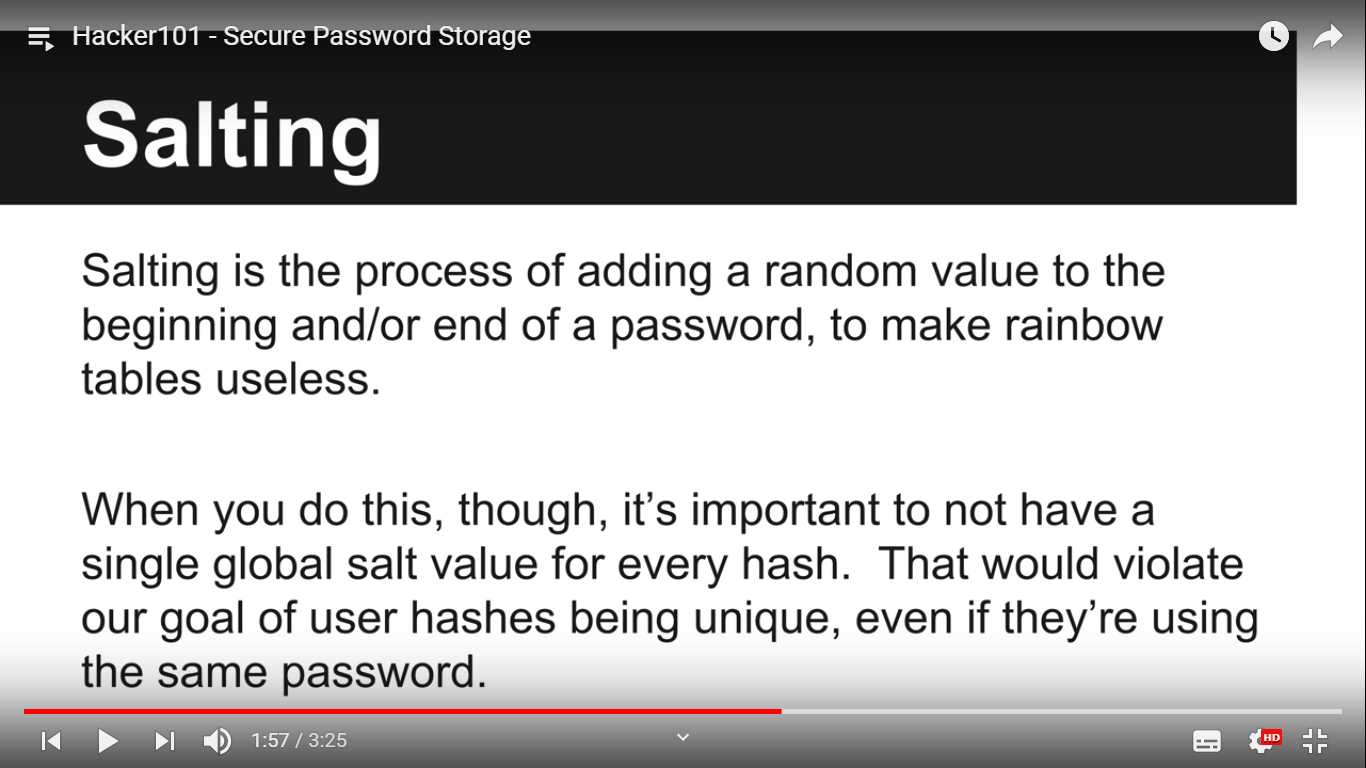 Hacker101 - Secure Password Storage
Salting
Salting is the process of adding a random value to the
beginning and/or end of a password, to make rainbow
tables useless.
When you do this, though, it’s important to not have a
single global salt value for every hash.  That would violate
our goal of user hashes being unique, even if they’re using
the same password.
1:57 / 3:25
HD